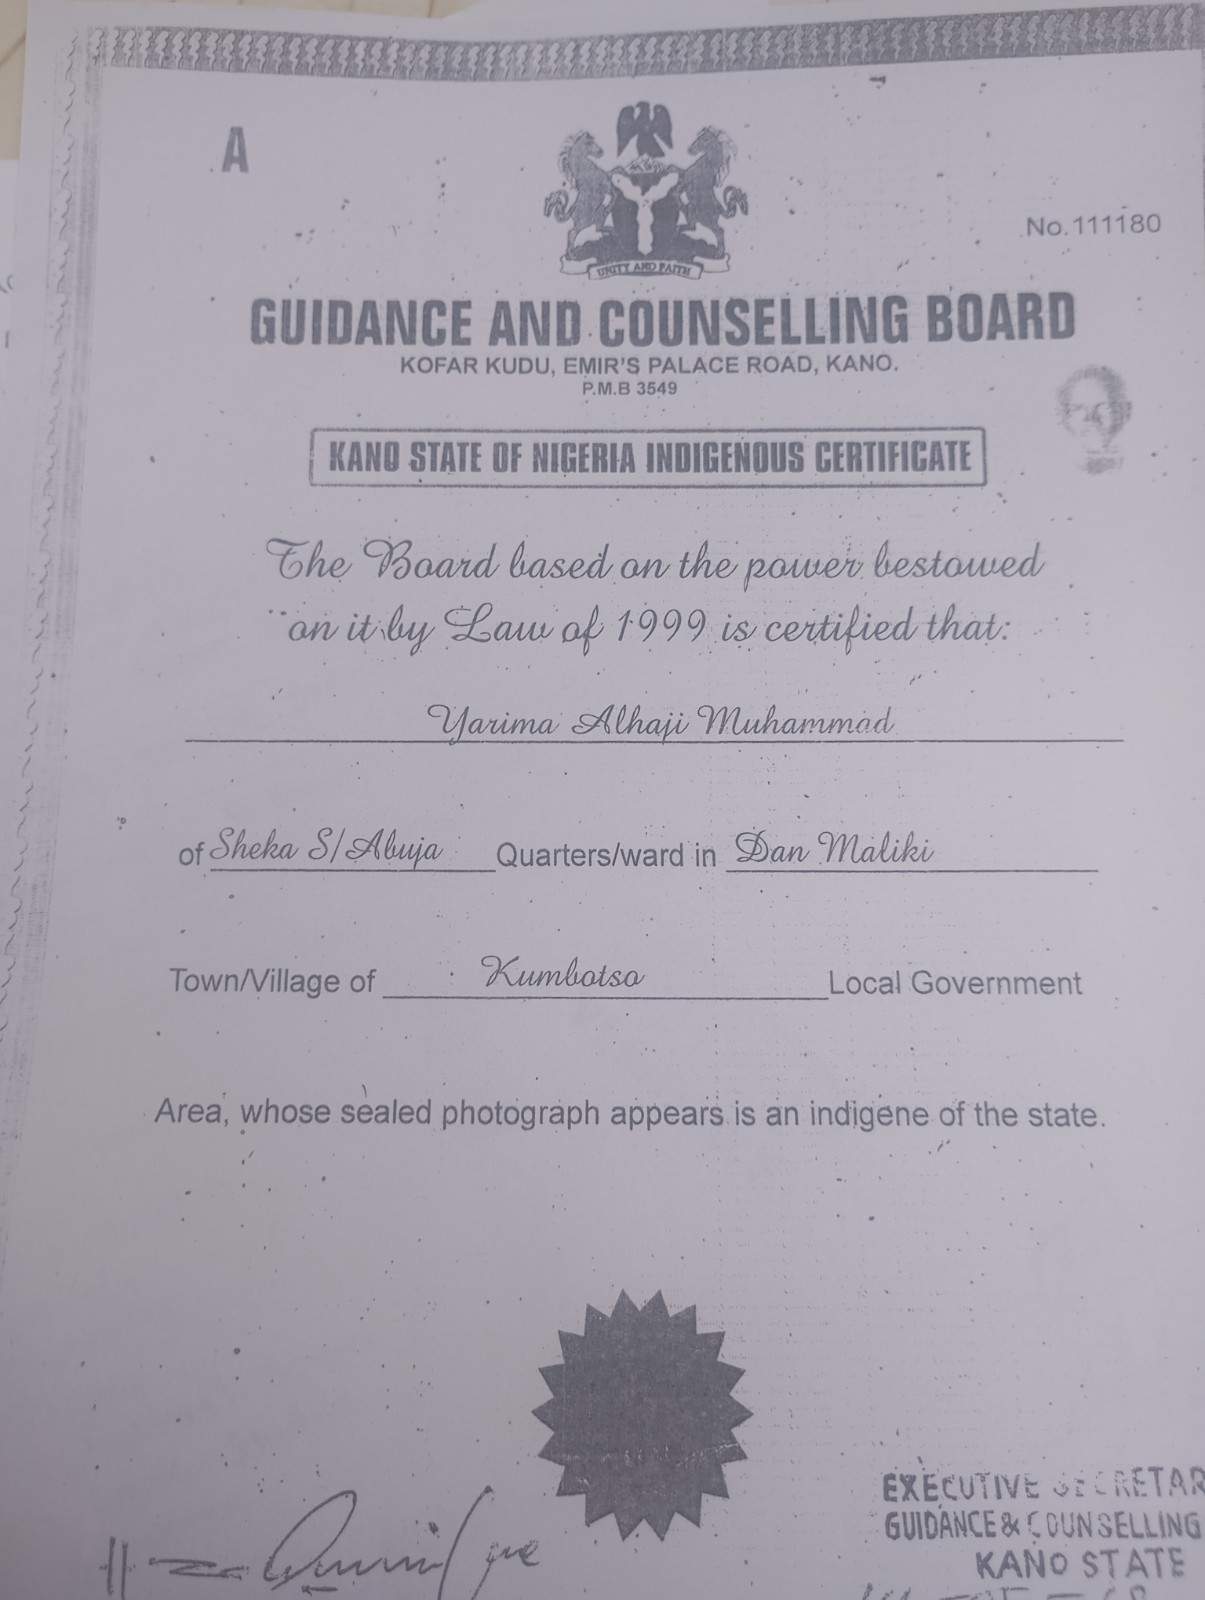 A
UNITY AND FAITH
No.111180
GUIDANCE AND COUNSELLING BOARD
KOFAR KUDU, EMIR'S PALACE ROAD, KANO.
P.M.B 3549
KANO STATE OF NIGERIA INDIGENOUS CERTIFICATE
The Board based on the power bestowed
on it by Law of 1999 is certified that:
Yarima Alhaji Muhammad
of Sheka S/Abuja Quarters/ward in Dan Maliki
Town/Village of Kumbotso Local Government
Area, whose sealed photograph appears is an indigene of the state.
EXECUTIVE SECRETAR
GUIDANCE & COUNSELLING
KANO STATE